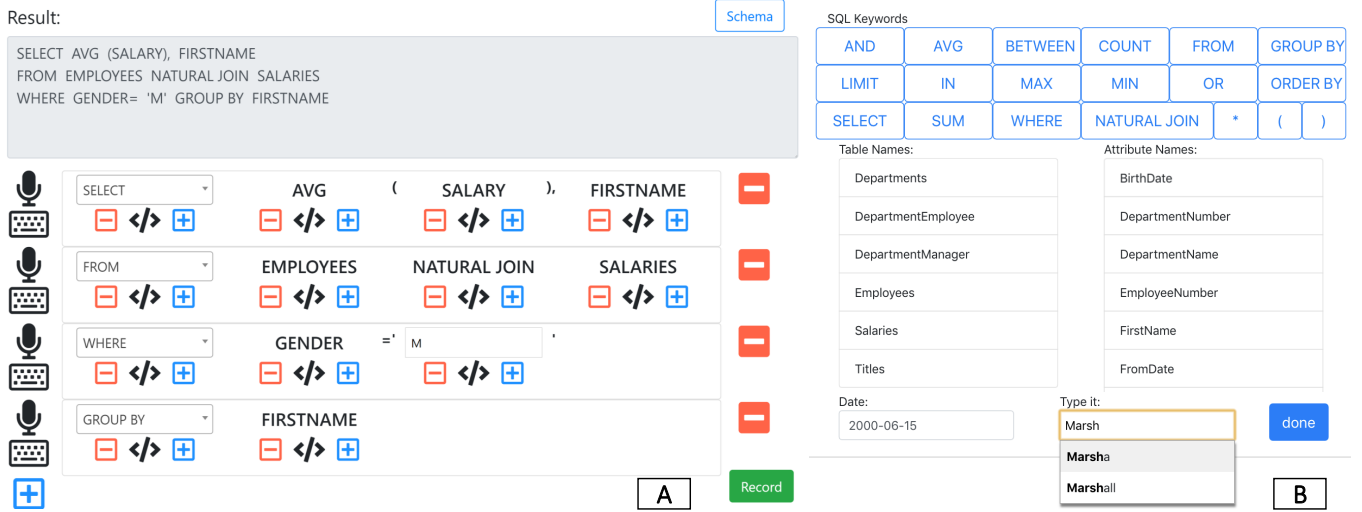 Result:
Schema
SELECT AVG (SALARY), FIRSTNAME
FROM EMPLOYEES NATURAL JOIN SALARIES
WHERE GENDER= 'M' GROUP BY FIRSTNAME
SELECT AVG ( SALARY ), FIRSTNAME
</> </> </> </>
FROM EMPLOYEES NATURAL JOIN SALARIES
</> </> </> </>
WHERE GENDER =' M '
</> </> </>
GROUP BY FIRSTNAME
</> </>
Record
A
SQL Keywords
AND AVG BETWEEN COUNT FROM GROUP BY
LIMIT IN MAX MIN OR ORDER BY
SELECT SUM WHERE NATURAL JOIN * ( )
Table Names:
Departments
DepartmentEmployee
DepartmentManager
Employees
Salaries
Titles
Attribute Names:
BirthDate
DepartmentNumber
DepartmentName
EmployeeNumber
FirstName
FromDate
Date:
2000-06-15
Type it:
Marsh
Marsha
Marshall
done
B